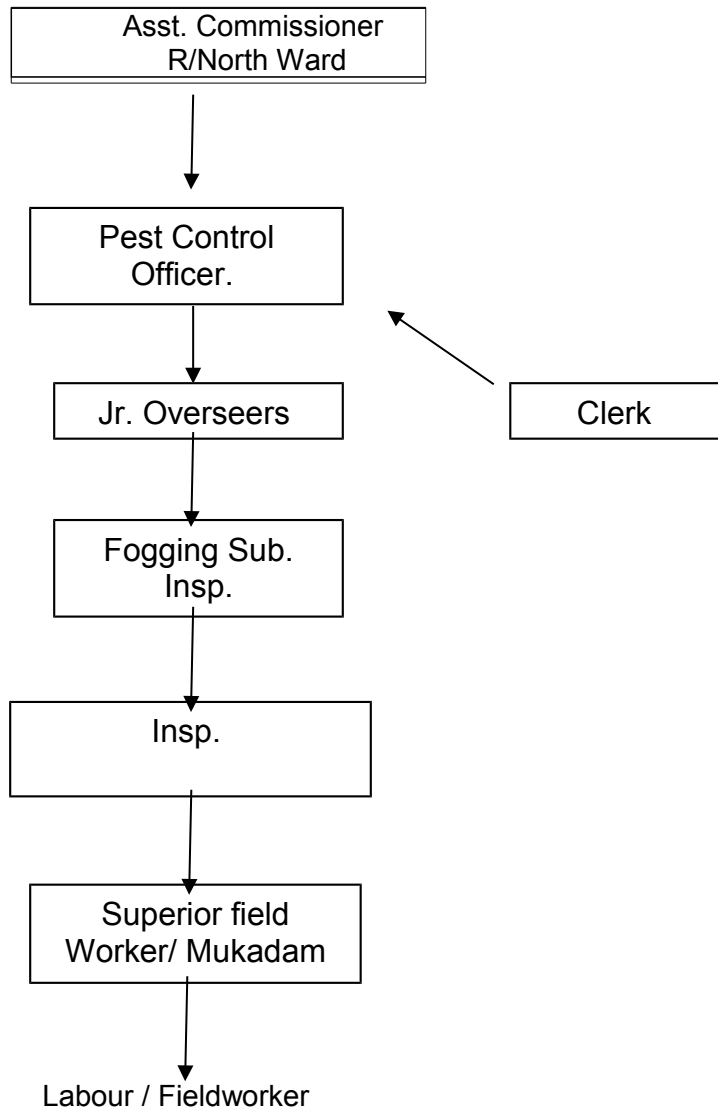 Asst. Commissioner
R/North Ward
Pest Control
Officer.
Jr. Overseers
Clerk
Fogging Sub.
Insp.
Insp.
Superior field
Worker/ Mukadam
Labour / Fieldworker